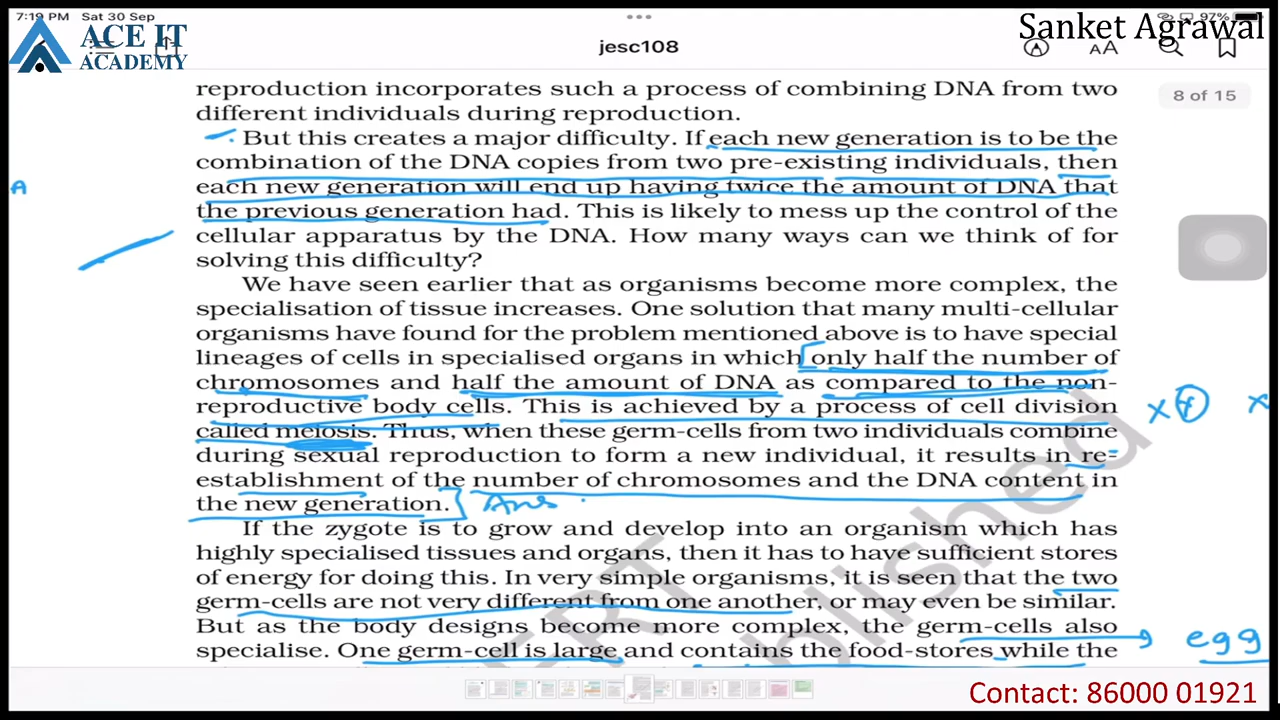 7:19 PM Sat 30 Sep
97%
Sanket Agrawal
ACE IT
ACADEMY
jesc108
AA
8 of 15
reproduction incorporates such a process of combining DNA from two
different individuals during reproduction.
But this creates a major difficulty. If each new generation is to be the
combination of the DNA copies from two pre-existing individuals, then
each new generation will end up having twice the amount of DNA that
the previous generation had. This is likely to mess up the control of the
cellular apparatus by the DNA. How many ways can we think of for
solving this difficulty?
A
We have seen earlier that as organisms become more complex, the
specialisation of tissue increases. One solution that many multi-cellular
organisms have found for the problem mentioned above is to have special
lineages of cells in specialised organs in which only half the number of
chromosomes and half the amount of DNA as compared to the non-
reproductive body cells. This is achieved by a process of cell division
called meiosis. Thus, when these germ-cells from two individuals combine
during sexual reproduction to form a new individual, it results in re-
establishment of the number of chromosomes and the DNA content in
the new generation. Ans
X Y X
If the zygote is to grow and develop into an organism which has
highly specialised tissues and organs, then it has to have sufficient stores
of energy for doing this. In very simple organisms, it is seen that the two
germ-cells are not very different from one another, or may even be similar.
But as the body designs become more complex, the germ-cells also
specialise. One germ-cell is large and contains the food-stores while the
egg
blished
Contact: 86000 01921